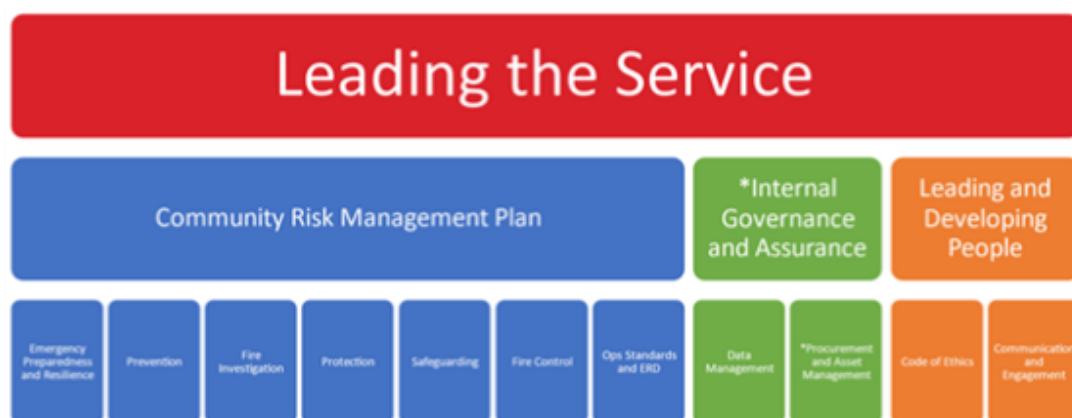 Leading the Service
Community Risk Management Plan
*Internal
Governance
and Assurance
Leading and
Developing
People
Emergency
Preparedness
and Resilience
Prevention
Fire
Investigation
Protection
Safeguarding
Fire Control
Ops Standards
and ERD
Data
Management
*Procurement
and Asset
Management
Code of Ethics
Communication
and
Engagement